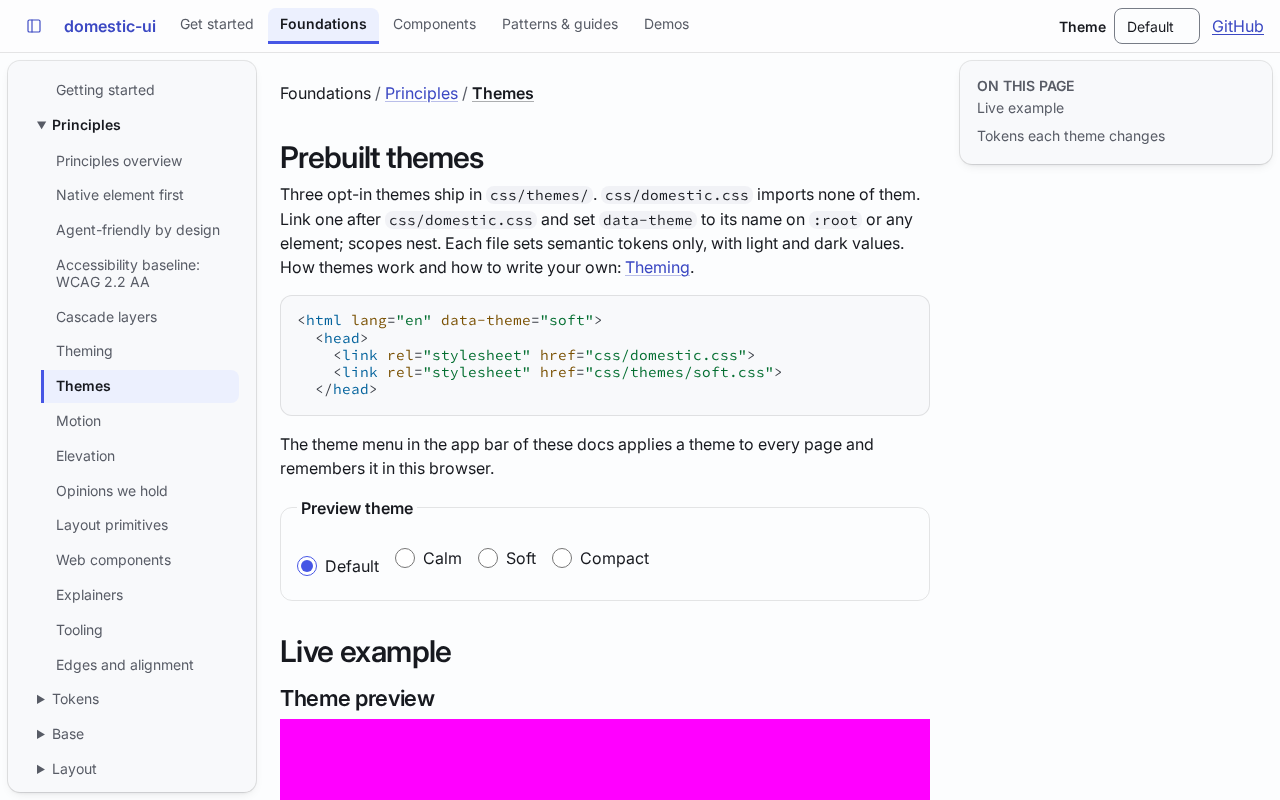 domestic-ui
Get started
Foundations
Components
Patterns & guides
Demos
Theme
Default
GitHub
Getting started
Principles
Principles overview
Native element first
Agent-friendly by design
Accessibility baseline:
WCAG 2.2 AA
Cascade layers
Theming
Themes
Motion
Elevation
Opinions we hold
Layout primitives
Web components
Explainers
Tooling
Edges and alignment
Tokens
Base
Layout
Foundations / Principles / Themes
Prebuilt themes
Three opt-in themes ship in css/themes/. css/domestic.css imports none of them.
Link one after css/domestic.css and set data-theme to its name on :root or any
element; scopes nest. Each file sets semantic tokens only, with light and dark values.
How themes work and how to write your own: Theming.
<html lang="en" data-theme="soft">
  <head>
    <link rel="stylesheet" href="css/domestic.css">
    <link rel="stylesheet" href="css/themes/soft.css">
  </head>
The theme menu in the app bar of these docs applies a theme to every page and
remembers it in this browser.
Preview theme
Default
Calm
Soft
Compact
Live example
Theme preview
ON THIS PAGE
Live example
Tokens each theme changes